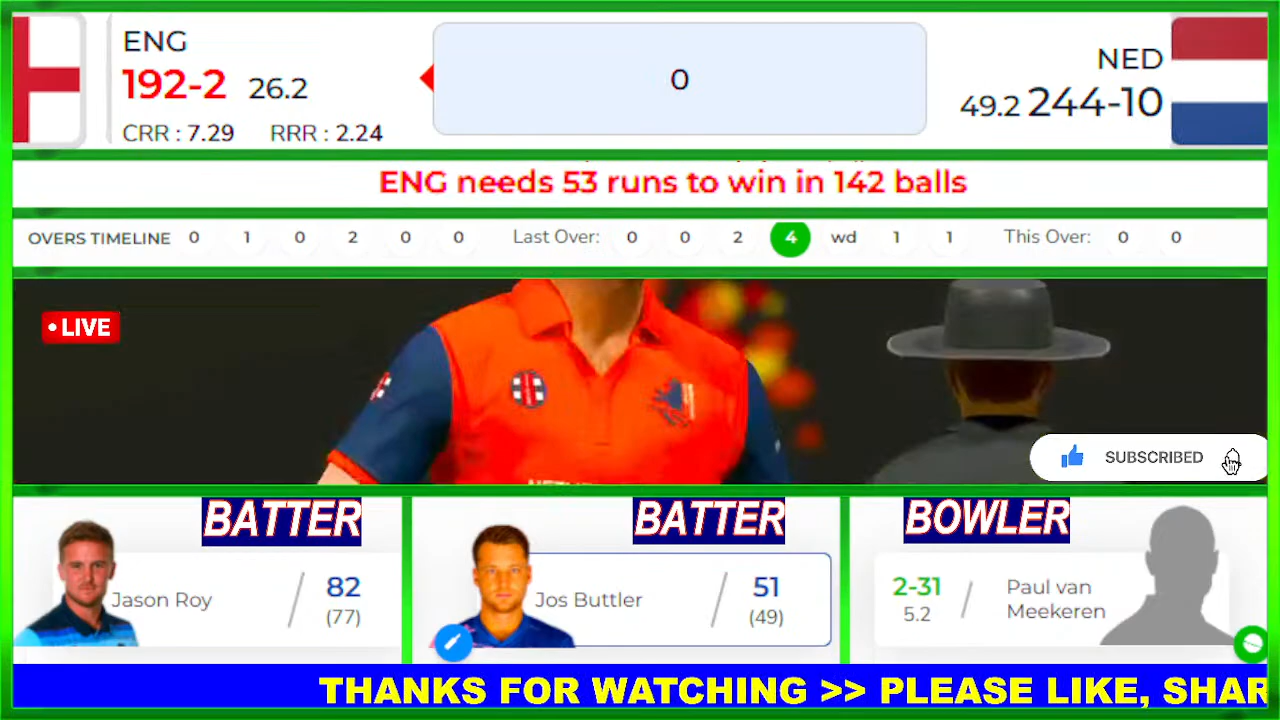 ENG
192-2 26.2
CRR : 7.29 RRR : 2.24
0
NED
49.2 244-10
ENG needs 53 runs to win in 142 balls
OVERS TIMELINE 0 1 0 2 0 0 Last Over: 0 0 2 4 wd 1 1 This Over: 0 0
• LIVE
SUBSCRIBED
BATTER
Jason Roy / 82
(77)
BATTER
Jos Buttler / 51
(49)
BOWLER
2-31
5.2 / Paul van
Meekeren
THANKS FOR WATCHING >> PLEASE LIKE, SHAR